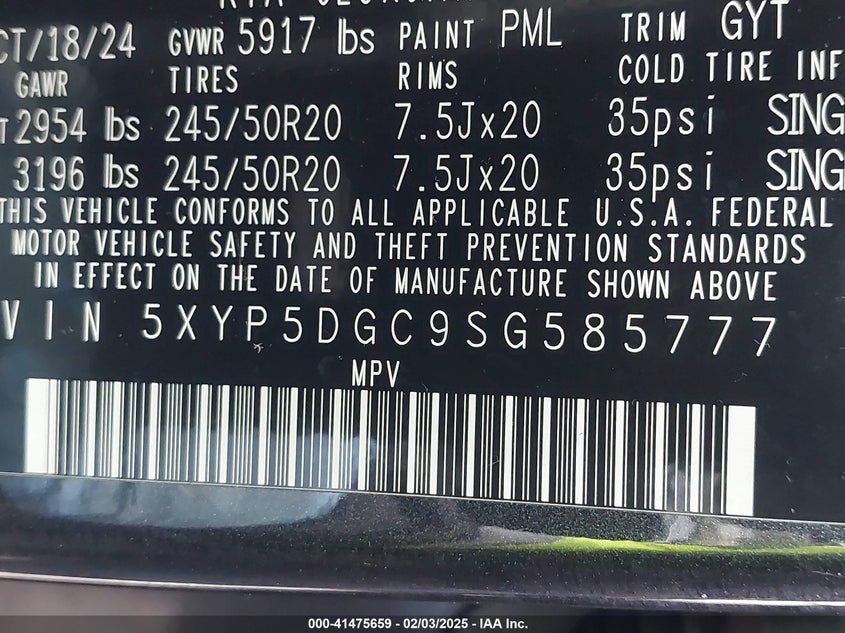 CT/18/24 GVWR 5917 lbs PAINT PML TRIM GYT
GAWR TIRES RIMS COLD TIRE INF
T 2954 lbs 245/50R20 7.5Jx20 35psi SING
3196 lbs 245/50R20 7.5Jx20 35psi SING
THIS VEHICLE CONFORMS TO ALL APPLICABLE U.S.A. FEDERAL
MOTOR VEHICLE SAFETY AND THEFT PREVENTION STANDARDS
IN EFFECT ON THE DATE OF MANUFACTURE SHOWN ABOVE
VIN 5XYP5DGC9SG585777
MPV
000-41475659 - 02/03/2025 - IAA Inc.